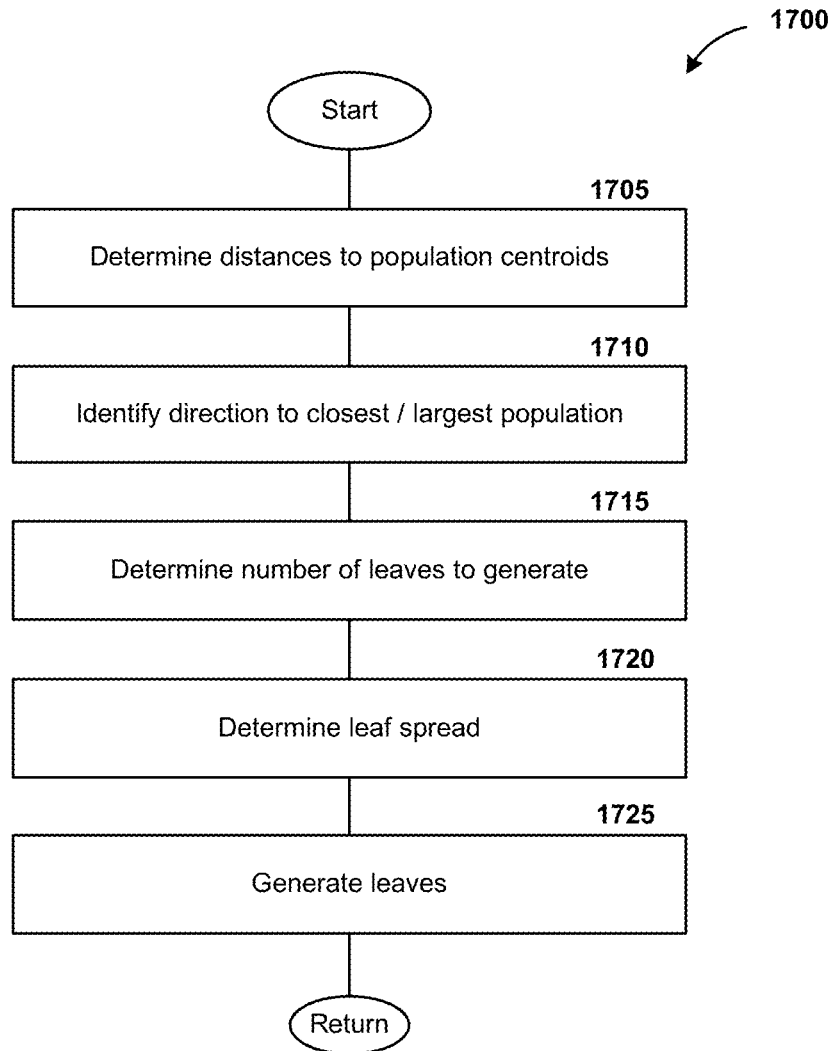 1700
Start
1705
Determine distances to population centroids
1710
Identify direction to closest / largest population
1715
Determine number of leaves to generate
1720
Determine leaf spread
1725
Generate leaves
Return